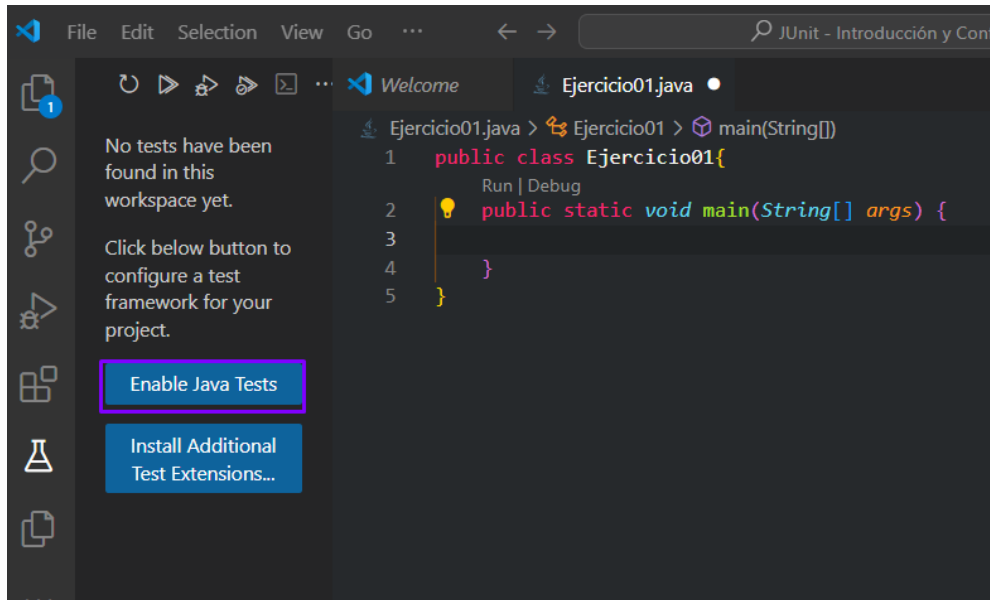 File Edit Selection View Go ···
JUnit - Introducción y Con
1
No tests have been
found in this
workspace yet.
Click below button to
configure a test
framework for your
project.
Enable Java Tests
Install Additional
Test Extensions...
Welcome
Ejercicio01.java
Ejercicio01.java > Ejercicio01 > main(String[])
1 public class Ejercicio01{
Run | Debug
2 public static void main(String[] args) {
3
4 }
5 }